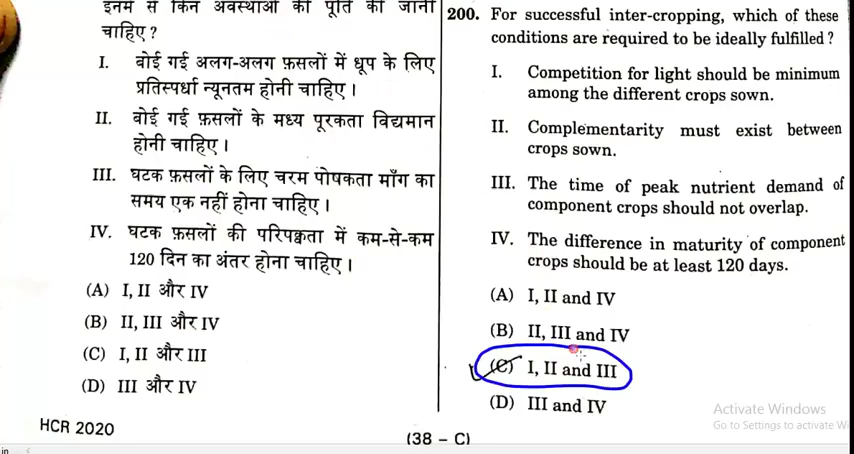 इनमें से किन अवस्थाओं की पूर्ति की जानी
चाहिए ?
I. बोई गई अलग-अलग फ़सलों में धूप के लिए
प्रतिस्पर्धा न्यूनतम होनी चाहिए ।
II. बोई गई फ़सलों के मध्य पूरकता विद्यमान
होनी चाहिए ।
III. घटक फ़सलों के लिए चरम पोषकता माँग का
समय एक नहीं होना चाहिए ।
IV. घटक फ़सलों की परिपक्वता में कम-से-कम
120 दिन का अंतर होना चाहिए ।
(A) I, II और IV
(B) II, III और IV
(C) I, II और III
(D) III और IV
HCR 2020
200. For successful inter-cropping, which of these
conditions are required to be ideally fulfilled ?
I. Competition for light should be minimum
among the different crops sown.
II. Complementarity must exist between
crops sown.
III. The time of peak nutrient demand of
component crops should not overlap.
IV. The difference in maturity of component
crops should be at least 120 days.
(A) I, II and IV
(B) II, III and IV
(C) I, II and III
(D) III and IV
(38 – C)
Activate Windows
Go to Settings to activate W
in